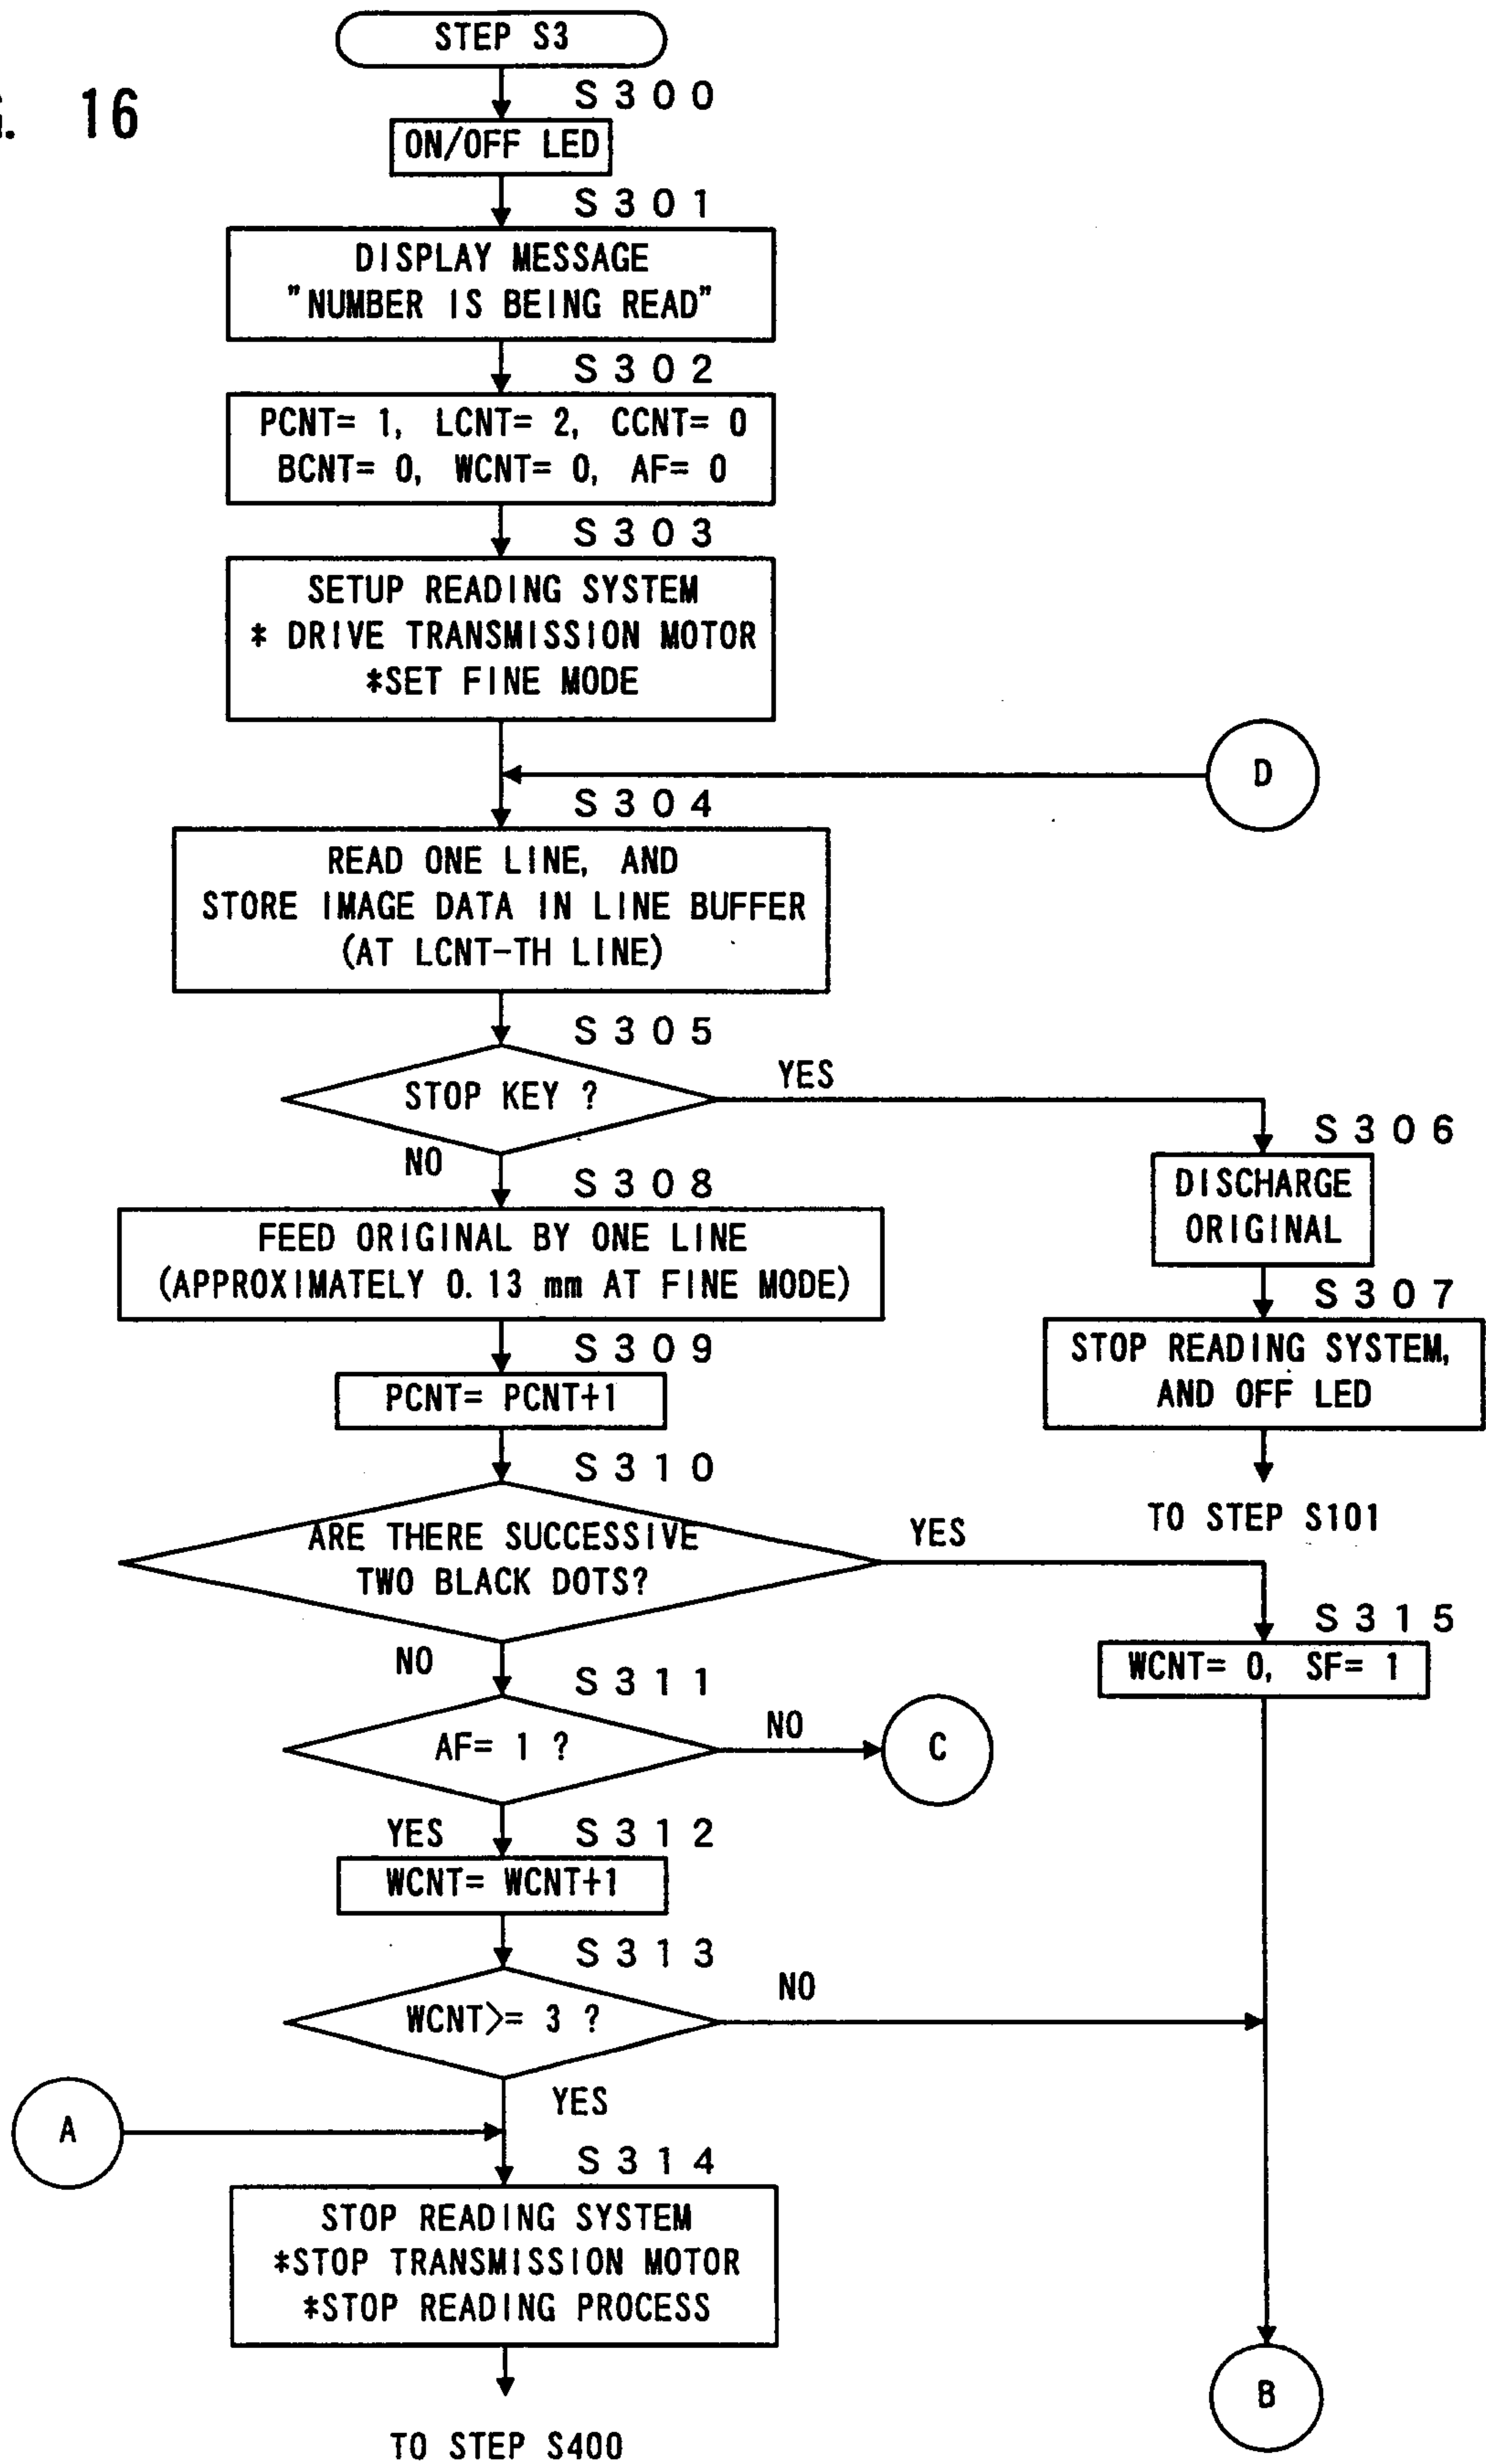 STEP S3
S300
G. 16
ON/OFF LED
S301
DISPLAY MESSAGE
"NUMBER IS BEING READ"
S302
PCNT= 1, LCNT= 2, CCNT= 0
BCNT= 0, WCNT= 0, AF= 0
S303
SETUP READING SYSTEM
* DRIVE TRANSMISSION MOTOR
*SET FINE MODE
D
S304
READ ONE LINE, AND
STORE IMAGE DATA IN LINE BUFFER
(AT LCNT-TH LINE)
S305
STOP KEY ?
YES
NO
S306
DISCHARGE
ORIGINAL
S307
STOP READING SYSTEM,
AND OFF LED
TO STEP S101
S308
FEED ORIGINAL BY ONE LINE
(APPROXIMATELY 0.13 mm AT FINE MODE)
S309
PCNT= PCNT+1
S310
ARE THERE SUCCESSIVE
TWO BLACK DOTS?
YES
NO
S315
WCNT= 0, SF= 1
S311
AF= 1 ?
NO
C
YES
S312
WCNT= WCNT+1
S313
WCNT>= 3 ?
NO
YES
A
S314
STOP READING SYSTEM
*STOP TRANSMISSION MOTOR
*STOP READING PROCESS
B
TO STEP S400